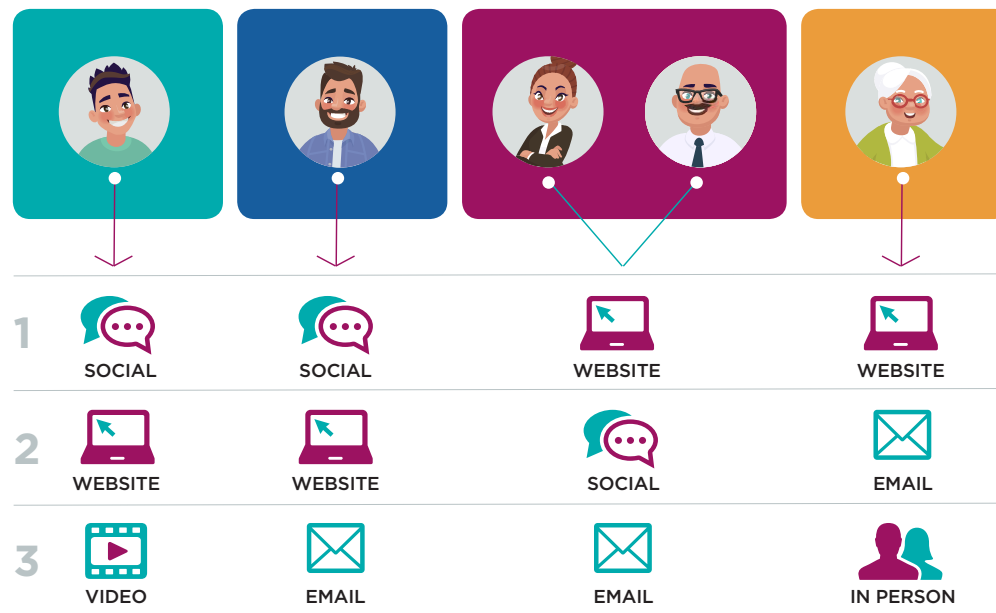 1
SOCIAL SOCIAL WEBSITE WEBSITE
2
WEBSITE WEBSITE SOCIAL EMAIL
3
VIDEO EMAIL EMAIL IN PERSON